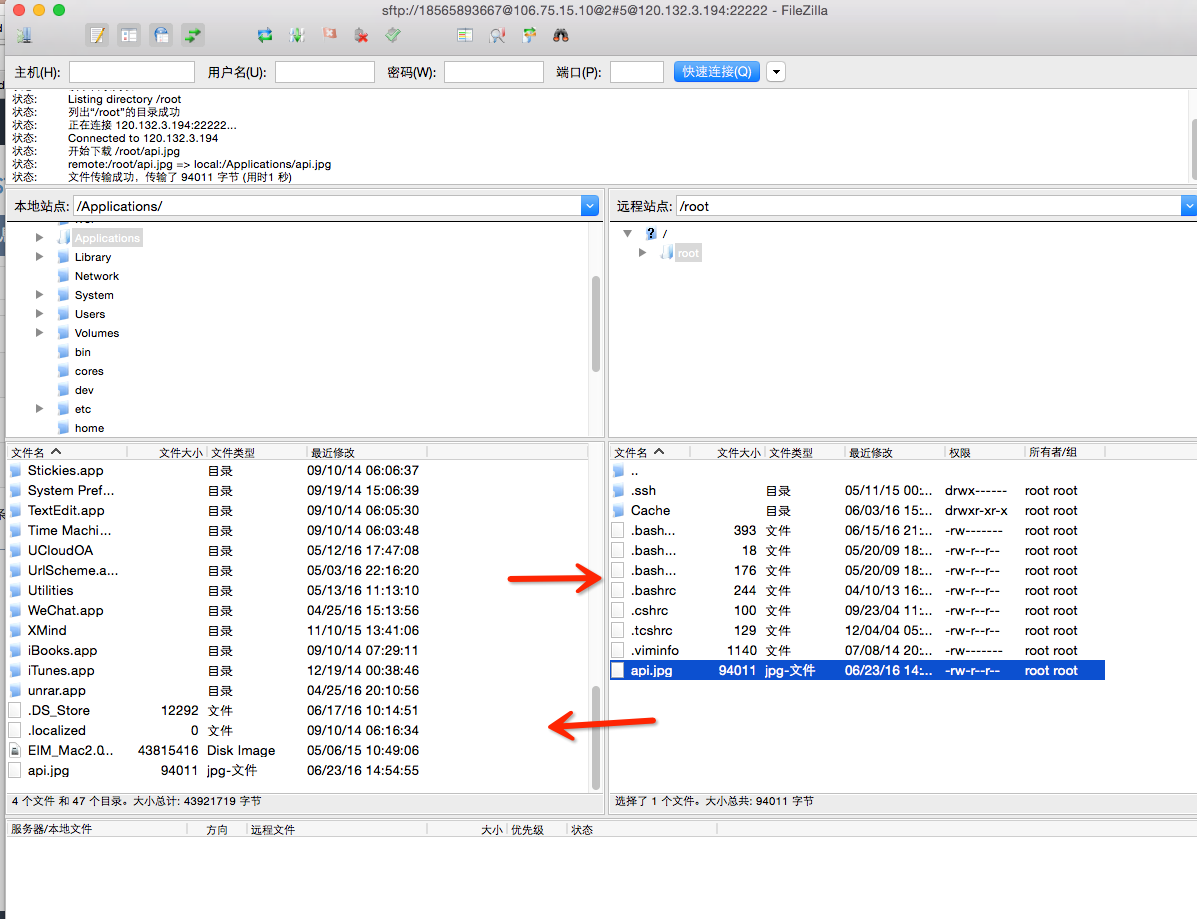 sftp://18565893667@106.75.15.10@2#5@120.132.3.194:22222 - FileZilla
主机(H): 用户名(U): 密码(W): 端口(P): 快速连接(Q)
状态: Listing directory /root
状态: 列出“/root”的目录成功
状态: 正在连接 120.132.3.194:22222...
状态: Connected to 120.132.3.194
状态: 开始下载 /root/api.jpg
状态: remote:/root/api.jpg => local:/Applications/api.jpg
状态: 文件传输成功，传输了 94011 字节 (用时1 秒)
本地站点: /Applications/
Applications
Library
Network
System
Users
Volumes
bin
cores
dev
etc
home
远程站点: /root
? /
root
文件名 文件大小 文件类型 最近修改
Stickies.app 目录 09/10/14 06:06:37
System Pref... 目录 09/19/14 15:06:39
TextEdit.app 目录 09/10/14 06:05:30
Time Machi... 目录 09/10/14 06:03:48
UCloudOA 目录 05/12/16 17:47:08
UrlScheme.a... 目录 05/03/16 22:16:20
Utilities 目录 05/13/16 11:13:10
WeChat.app 目录 04/25/16 15:13:56
XMind 目录 11/10/15 13:41:06
iBooks.app 目录 09/10/14 07:29:11
iTunes.app 目录 12/19/14 00:38:46
unrar.app 目录 04/25/16 20:10:56
.DS_Store 12292 文件 06/17/16 10:14:51
.localized 0 文件 09/10/14 06:16:34
EIM_Mac2.0... 43815416 Disk Image 05/06/15 10:49:06
api.jpg 94011 jpg-文件 06/23/16 14:54:55
4 个文件 和 47 个目录。大小总计: 43921719 字节
文件名 文件大小 文件类型 最近修改 权限 所有者/组
..
.ssh 目录 05/11/15 00:... drwx------ root root
Cache 目录 06/03/16 15:... drwxr-xr-x root root
.bash... 393 文件 06/15/16 21:... -rw------- root root
.bash... 18 文件 05/20/09 18:... -rw-r--r-- root root
.bash... 176 文件 05/20/09 18:... -rw-r--r-- root root
.bashrc 244 文件 04/10/13 16:... -rw-r--r-- root root
.cshrc 100 文件 09/23/04 11:... -rw-r--r-- root root
.tcshrc 129 文件 12/04/04 05:... -rw-r--r-- root root
.viminfo 1140 文件 07/08/14 20:... -rw------- root root
api.jpg 94011 jpg-文件 06/23/16 14:... -rw-r--r-- root root
选择了 1 个文件。大小总共: 94011 字节
服务器/本地文件 方向 远程文件 大小 优先级 状态